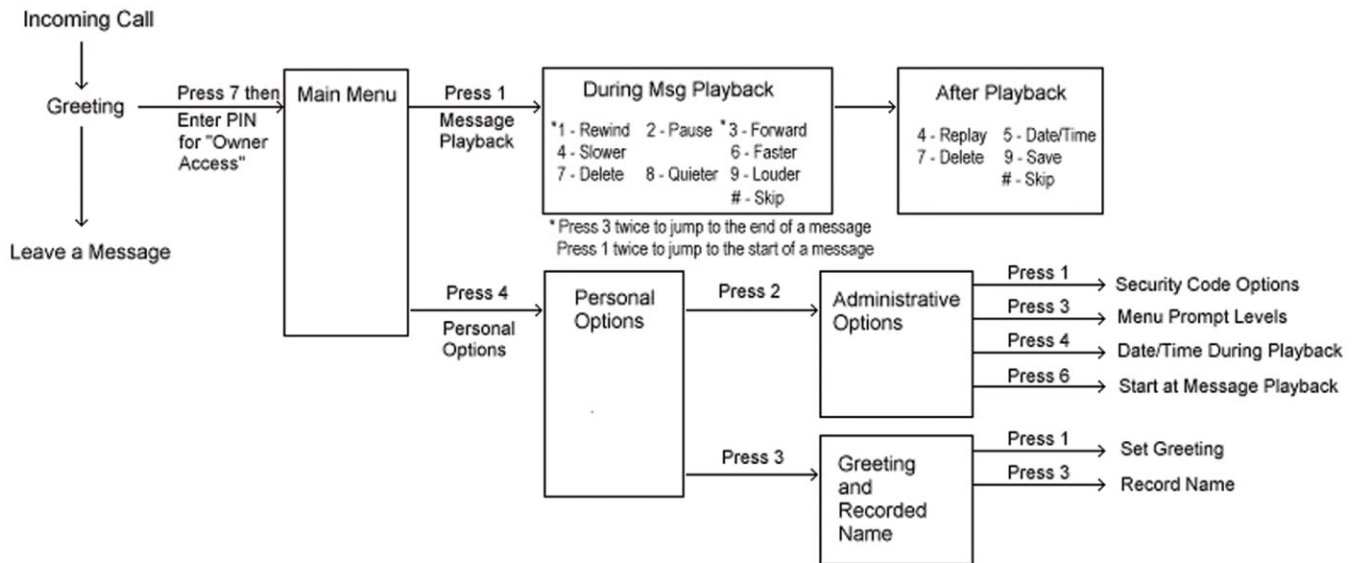 Incoming Call
Greeting
Leave a Message
Press 7 then
Enter PIN
for "Owner
Access"
Main Menu
Press 1
Message
Playback
During Msg Playback
*1 - Rewind 2 - Pause *3 - Forward
4 - Slower 6 - Faster
7 - Delete 8 - Quieter 9 - Louder
# - Skip
* Press 3 twice to jump to the end of a message
Press 1 twice to jump to the start of a message
After Playback
4 - Replay 5 - Date/Time
7 - Delete 9 - Save
# - Skip
Press 4
Personal
Options
Personal
Options
Press 2
Administrative
Options
Press 1
Security Code Options
Press 3
Menu Prompt Levels
Press 4
Date/Time During Playback
Press 6
Start at Message Playback
Press 3
Greeting
and
Recorded
Name
Press 1
Set Greeting
Press 3
Record Name